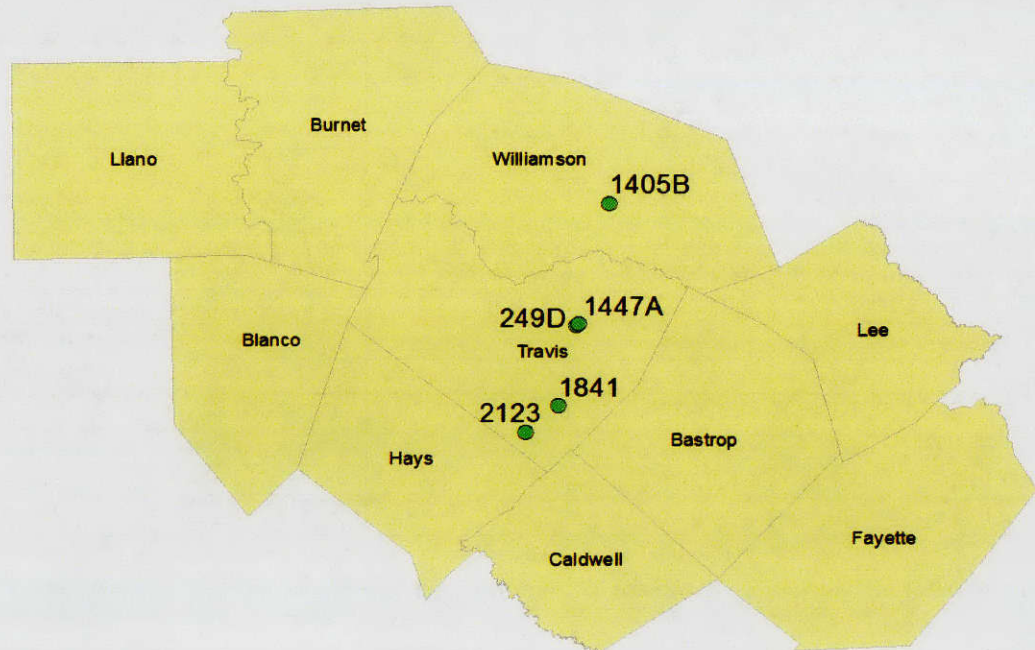 Burnet
Llano
Williamson
1405B
1447A
249D
Lee
Blanco
Travis
1841
2123
Bastrop
Hays
Fayette
Caldwell